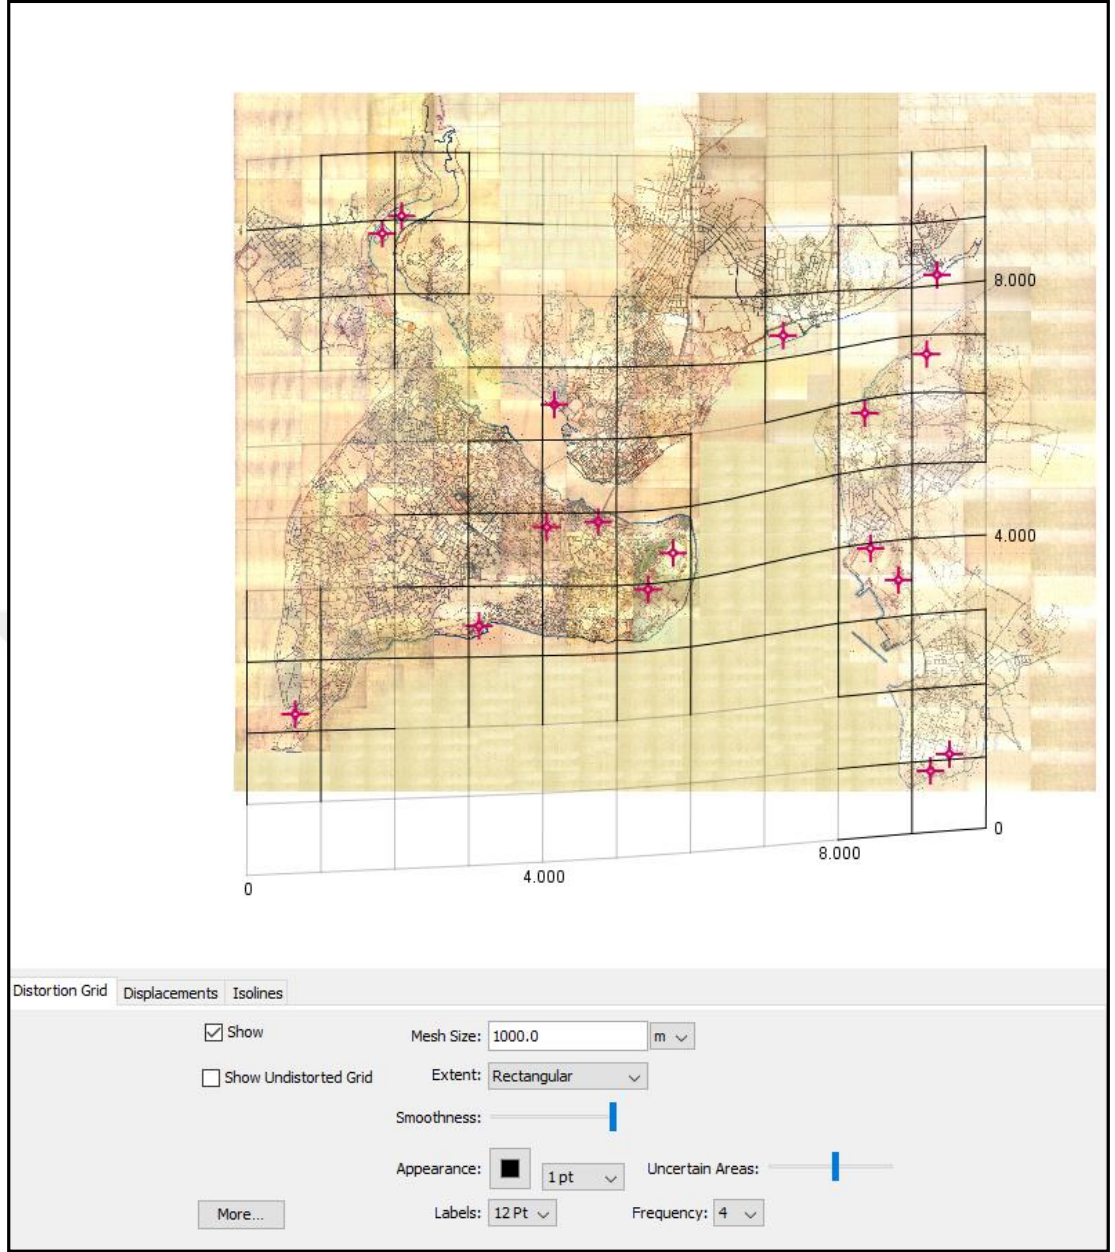 8.000
4.000
0
8.000
4.000
0
Distortion Grid Displacements Isolines
Show Mesh Size: 1000.0 m
Show Undistorted Grid Extent: Rectangular
Smoothness:
Appearance: 1 pt Uncertain Areas:
More... Labels: 12 Pt Frequency: 4